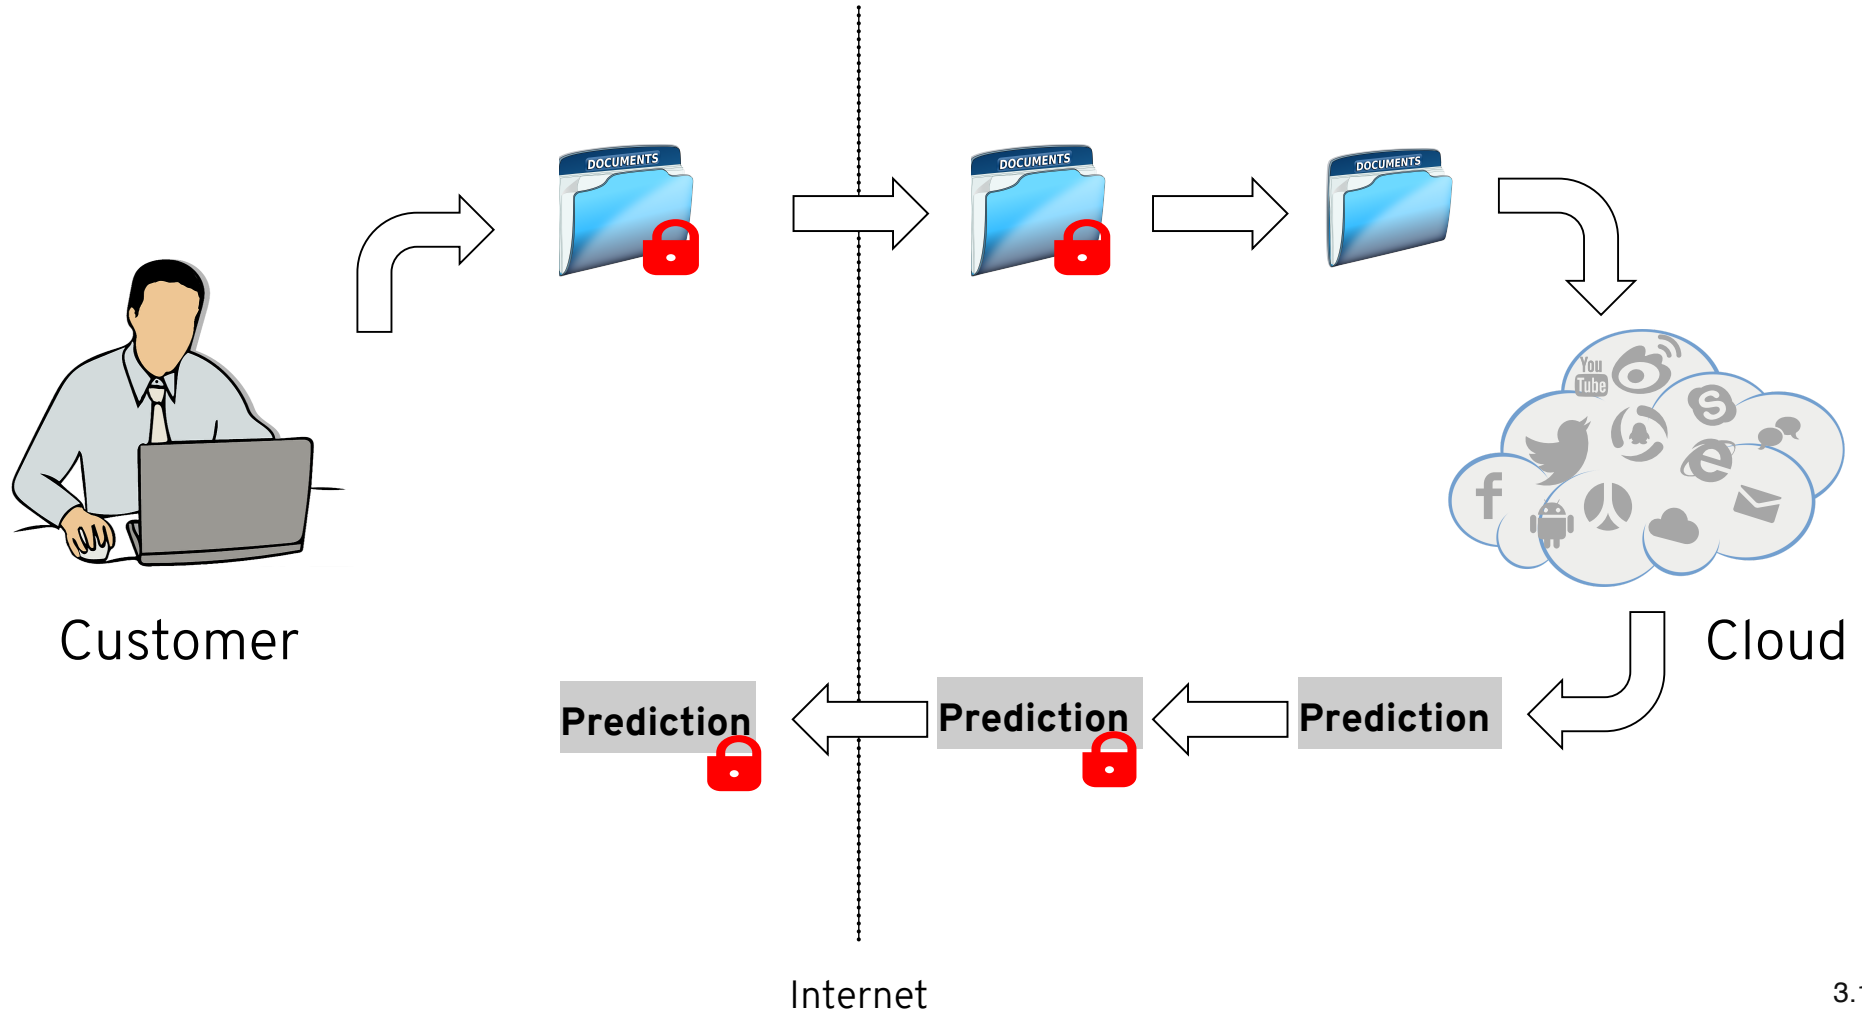 DOCUMENTS
DOCUMENTS
DOCUMENTS
You
Tube
Customer
Cloud
Prediction
Prediction
Prediction
Internet